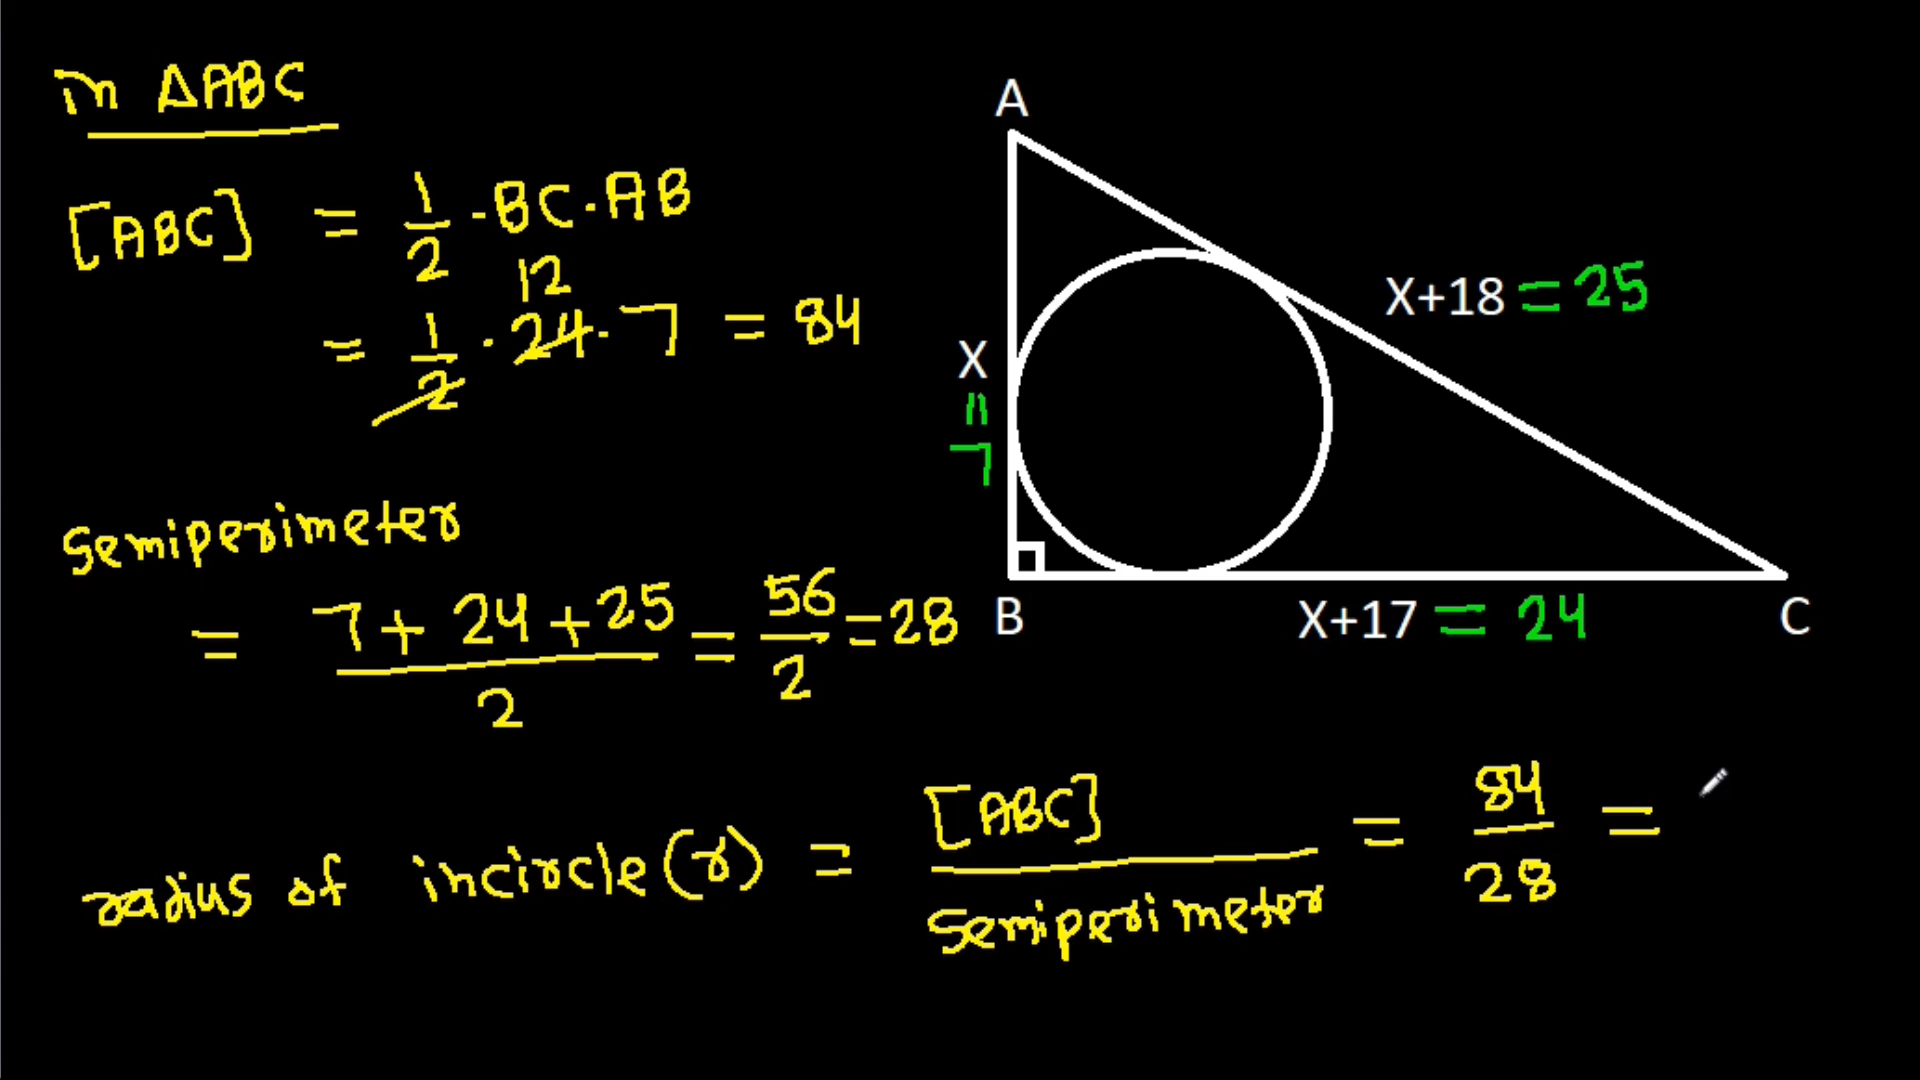 in ΔABC
[ABC] = 1/2 · BC · AB
12
= 1/2 · 24 · 7 = 84
Semiperimeter
= (7 + 24 + 25)/2 = 56/2 = 28
radius of incircle (r) = [ABC]/Semiperimeter = 84/28 =
A
X+18 = 25
X = 7
B
X+17 = 24
C